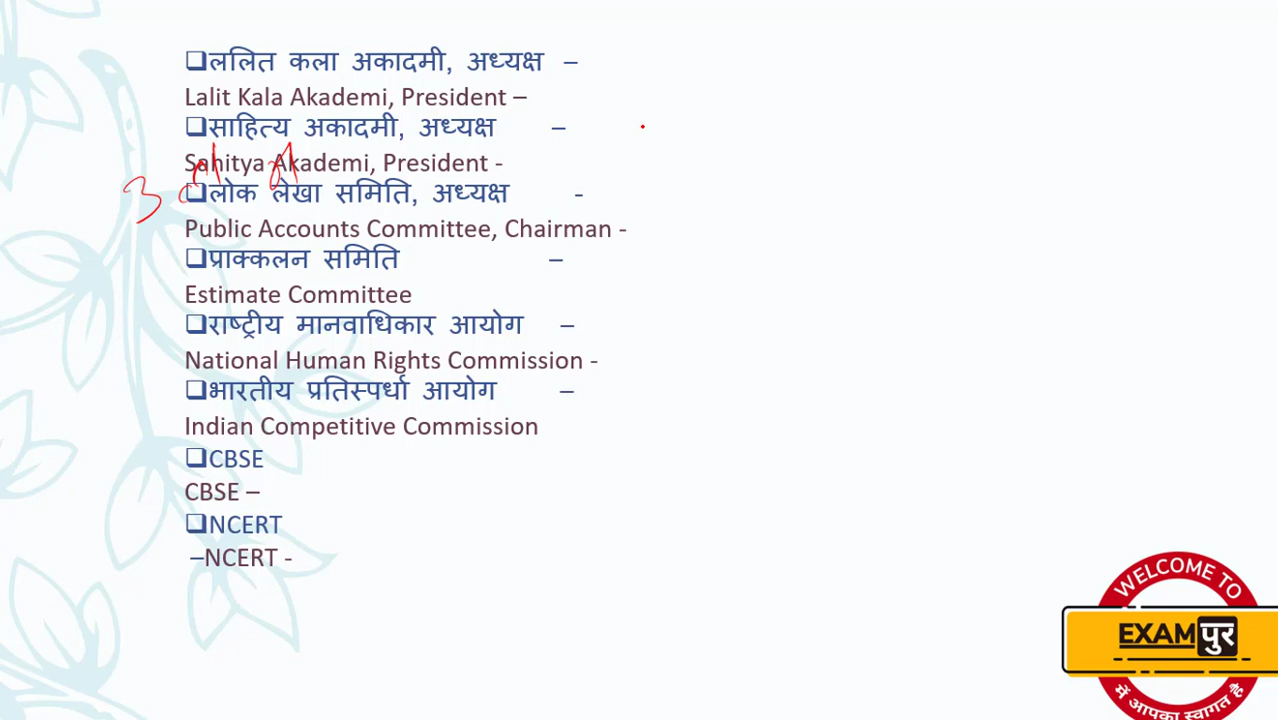 ❑ललित कला अकादमी, अध्यक्ष –
Lalit Kala Akademi, President –
❑साहित्य अकादमी, अध्यक्ष –
Sahitya Akademi, President -
❑लोक लेखा समिति, अध्यक्ष -
Public Accounts Committee, Chairman -
❑प्राक्कलन समिति –
Estimate Committee
❑राष्ट्रीय मानवाधिकार आयोग –
National Human Rights Commission -
❑भारतीय प्रतिस्पर्धा आयोग –
Indian Competitive Commission
❑CBSE
CBSE –
❑NCERT
–NCERT -
WELCOME TO
EXAMपुर
में आपका स्वागत है